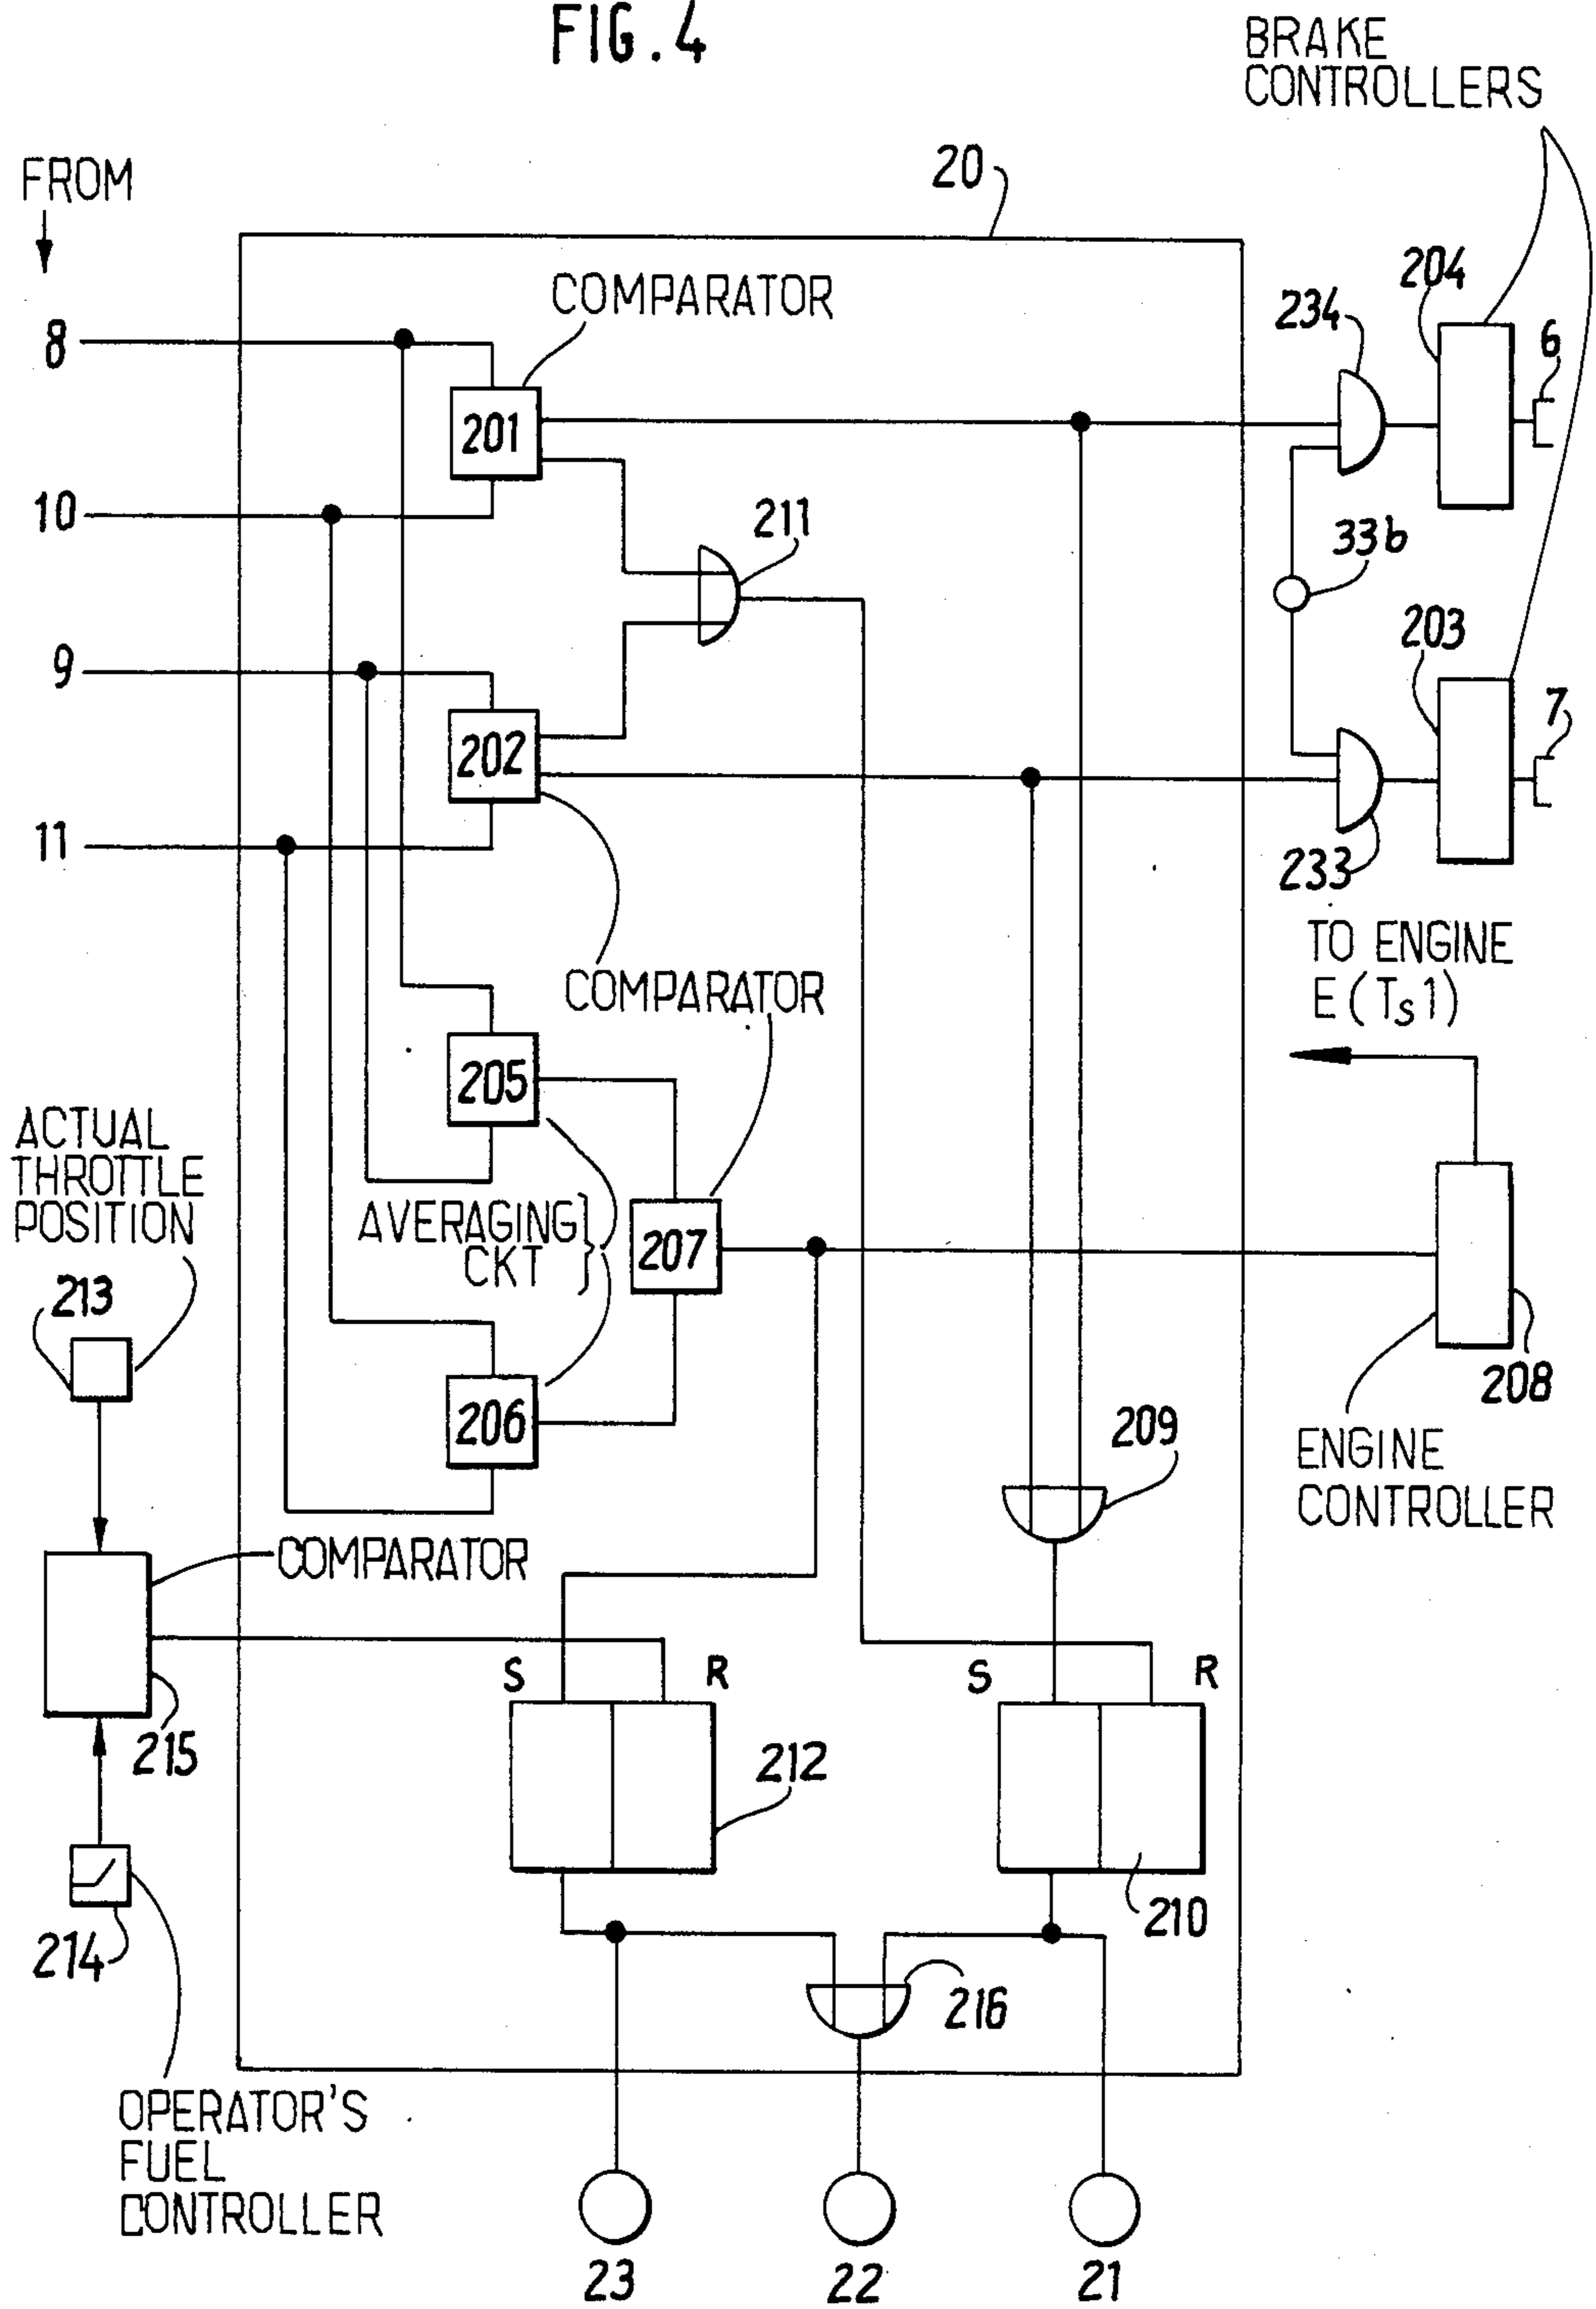 FIG. 4
BRAKE
CONTROLLERS
FROM
20
COMPARATOR
204
234
6
8
201
10
211
33b
203
9
7
202
11
233
TO ENGINE
E(Ts1)
COMPARATOR
205
ACTUAL
THROTTLE
POSITION
AVERAGING
CKT
207
213
208
206
209
ENGINE
CONTROLLER
COMPARATOR
S
R
S
R
215
212
210
214
216
OPERATOR'S
FUEL
CONTROLLER
23
22
21